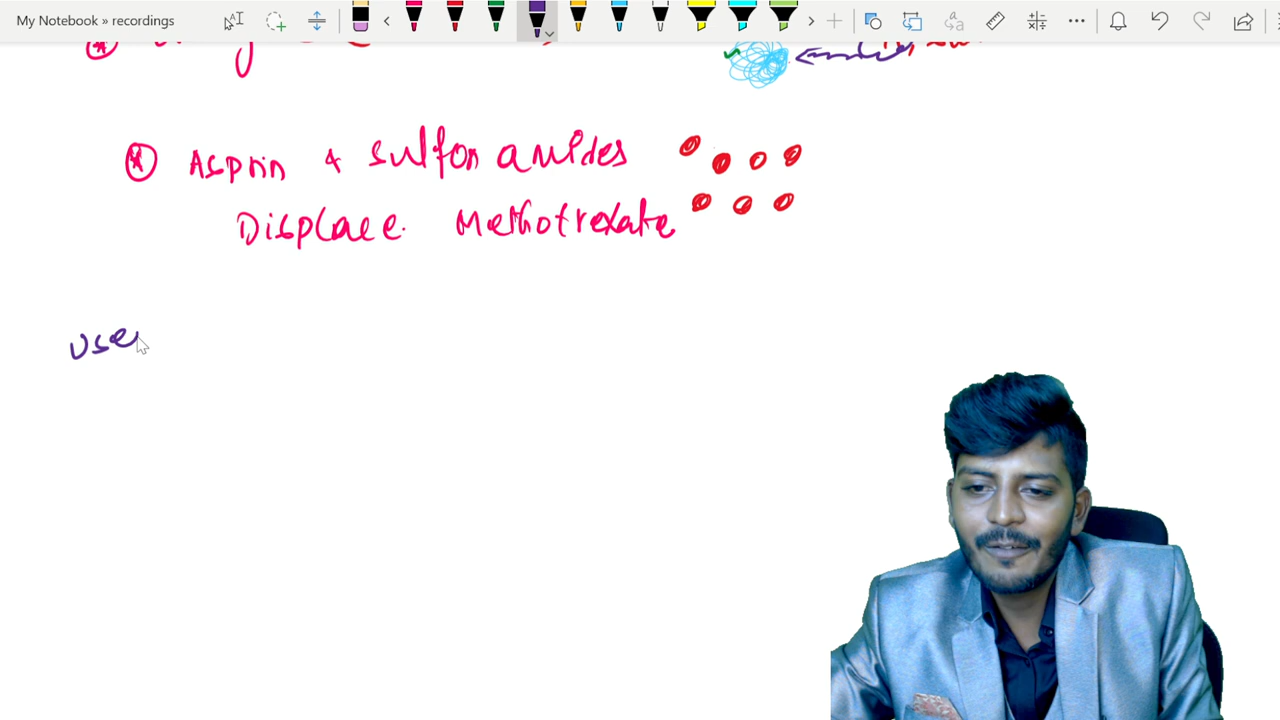 My Notebook » recordings
Asprin & Sulfonamides
Displace. Methotrexate
use